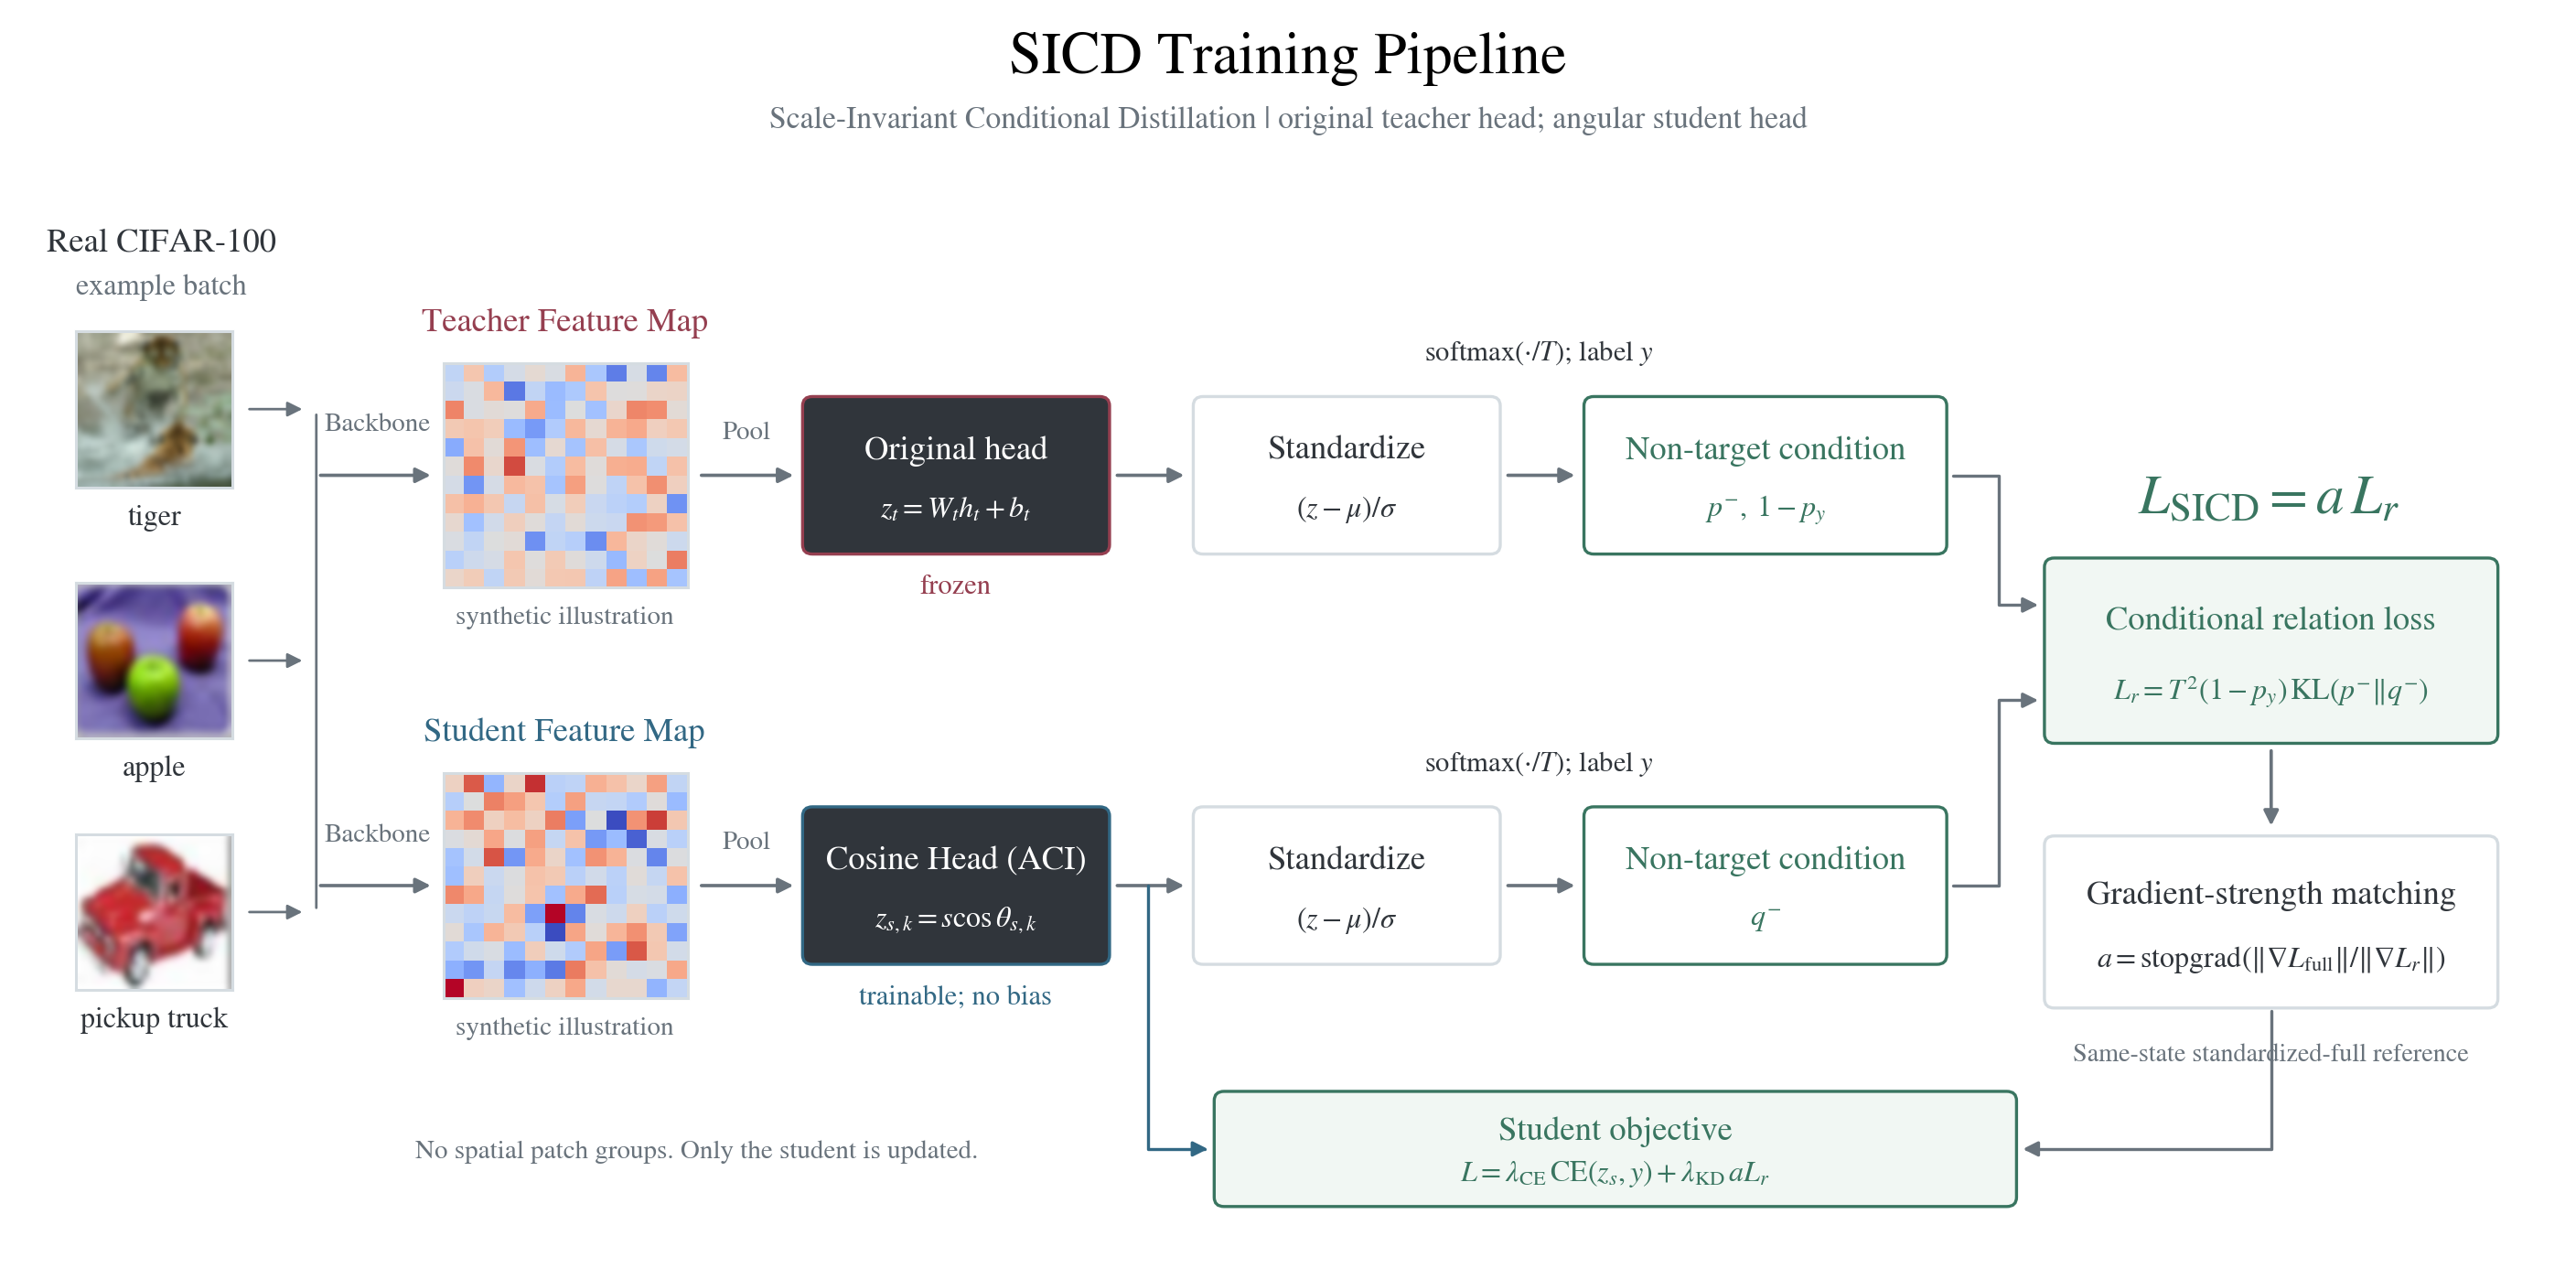 SICD Training Pipeline
Scale-Invariant Conditional Distillation | original teacher head; angular student head
Real CIFAR-100
example batch
tiger
apple
pickup truck
Backbone
Teacher Feature Map
synthetic illustration
Pool
Original head
z_t = W_t h_t + b_t
frozen
Standardize
(z − μ)/σ
softmax(·/T); label y
Non-target condition
p⁻, 1 − p_y
Backbone
Student Feature Map
synthetic illustration
Pool
Cosine Head (ACI)
z_{s,k} = s cos θ_{s,k}
trainable; no bias
Standardize
(z − μ)/σ
softmax(·/T); label y
Non-target condition
q⁻
L_SICD = a L_r
Conditional relation loss
L_r = T²(1 − p_y) KL(p⁻‖q⁻)
Gradient-strength matching
a = stopgrad(‖∇L_full‖/‖∇L_r‖)
Same-state standardized-full reference
Student objective
L = λ_CE CE(z_s, y) + λ_KD aL_r
No spatial patch groups. Only the student is updated.